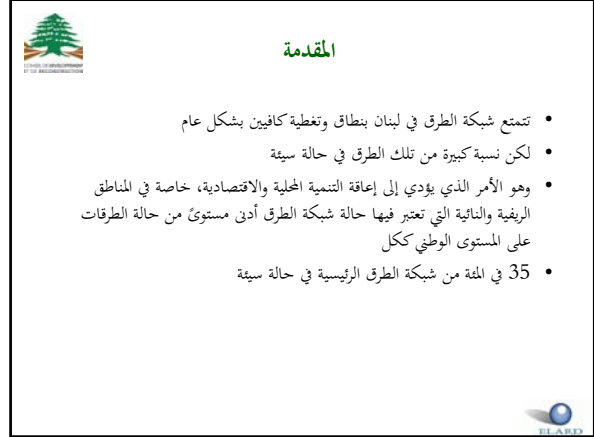 المقدمة
• تتمتع شبكة الطرق في لبنان بنطاق وتغطية كافيين بشكل عام
• لكن نسبة كبيرة من تلك الطرق في حالة سيئة
• وهو الأمر الذي يؤدي إلى إعاقة التنمية المحلية والاقتصادية، خاصة في المناطق
الريفية والنائية التي تعتبر فيها حالة شبكة الطرق أدنى مستوىً من حالة الطرقات
على المستوى الوطني ككل
• 35 في المئة من شبكة الطرق الرئيسية في حالة سيئة
ELARD